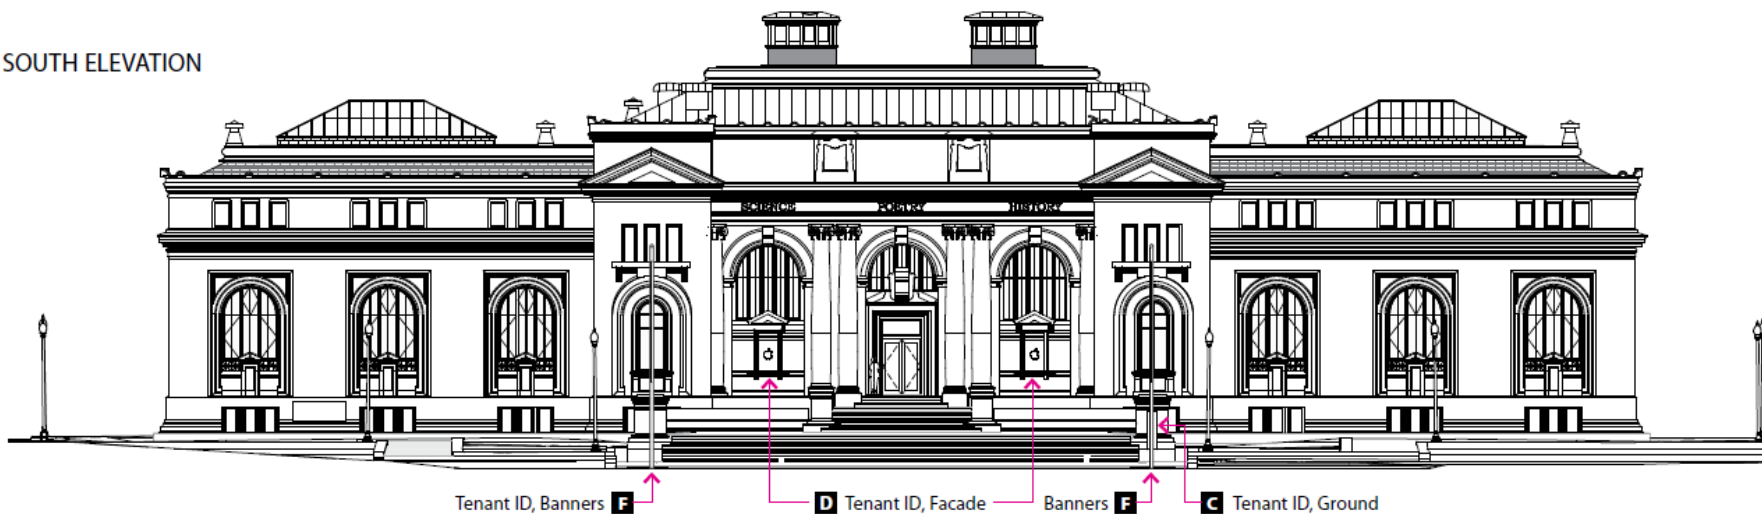 SOUTH ELEVATION
SCIENCE POETRY HISTORY
Tenant ID, Banners F D Tenant ID, Facade Banners F C Tenant ID, Ground